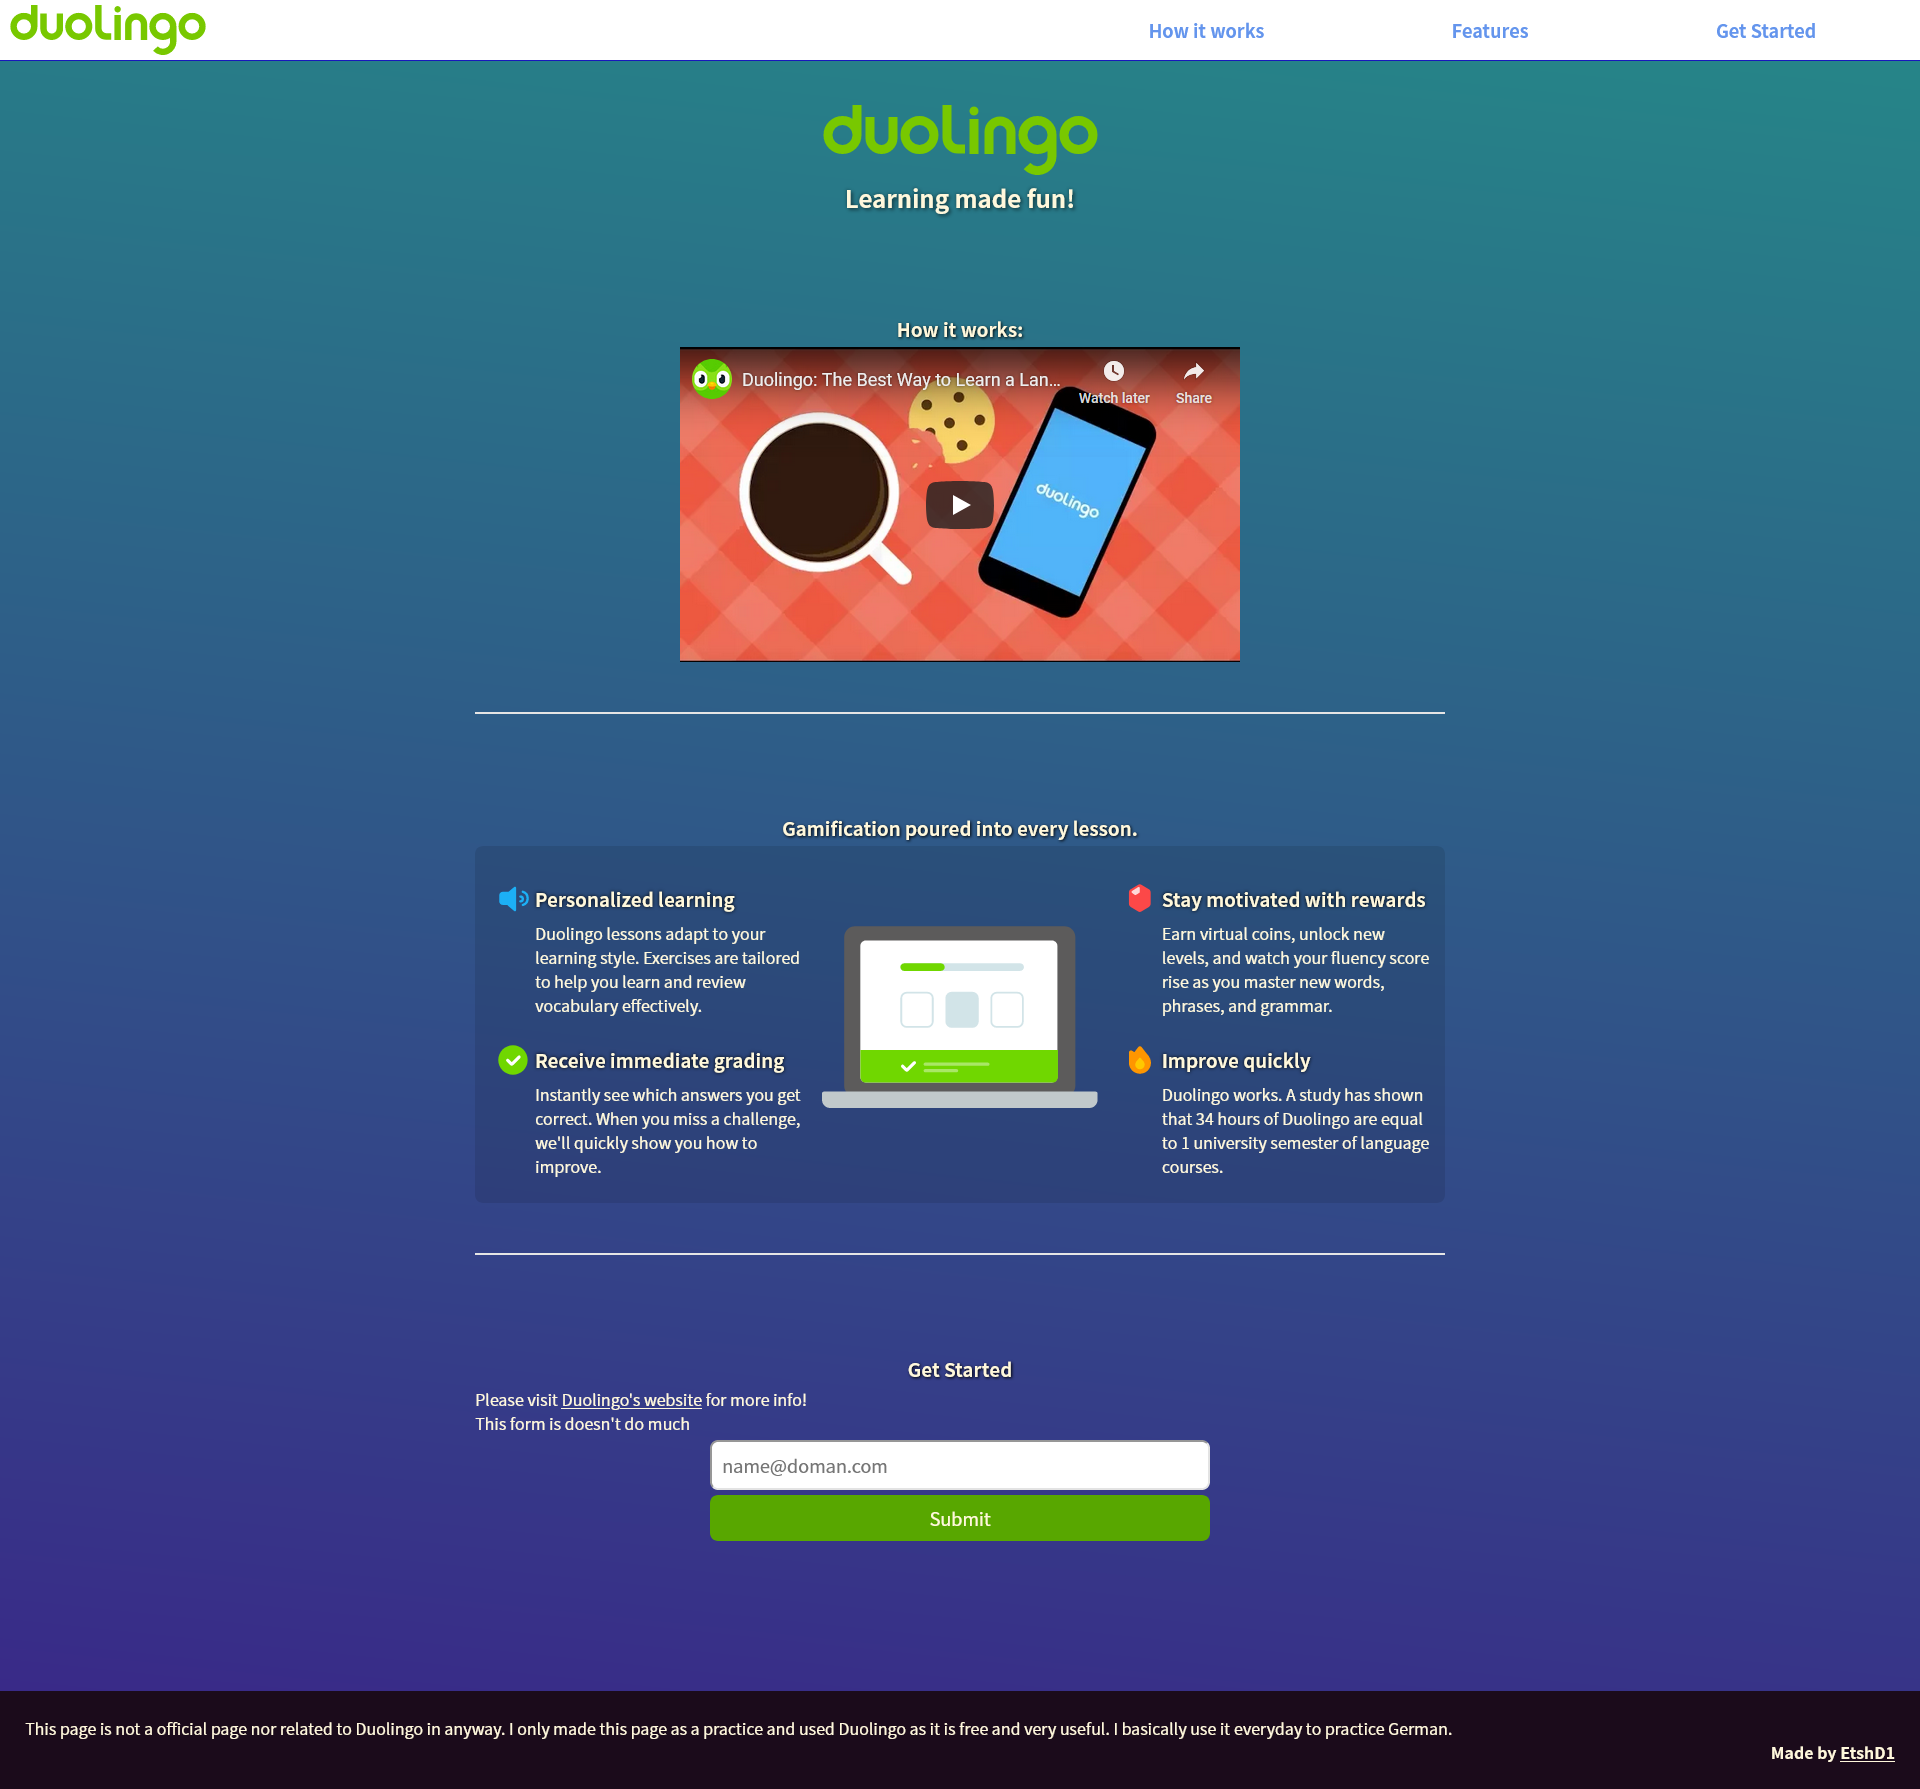 duolingo
How it works
Features
Get Started
duolingo
Learning made fun!
How it works:
Duolingo: The Best Way to Learn a Lan...
Watch later
Share
duolingo
Gamification poured into every lesson.
Personalized learning
Duolingo lessons adapt to your
learning style. Exercises are tailored
to help you learn and review
vocabulary effectively.
Receive immediate grading
Instantly see which answers you get
correct. When you miss a challenge,
we'll quickly show you how to
improve.
Stay motivated with rewards
Earn virtual coins, unlock new
levels, and watch your fluency score
rise as you master new words,
phrases, and grammar.
Improve quickly
Duolingo works. A study has shown
that 34 hours of Duolingo are equal
to 1 university semester of language
courses.
Get Started
Please visit Duolingo's website for more info!
This form is doesn't do much
name@doman.com
Submit
This page is not a official page nor related to Duolingo in anyway. I only made this page as a practice and used Duolingo as it is free and very useful. I basically use it everyday to practice German.
Made by EtshD1